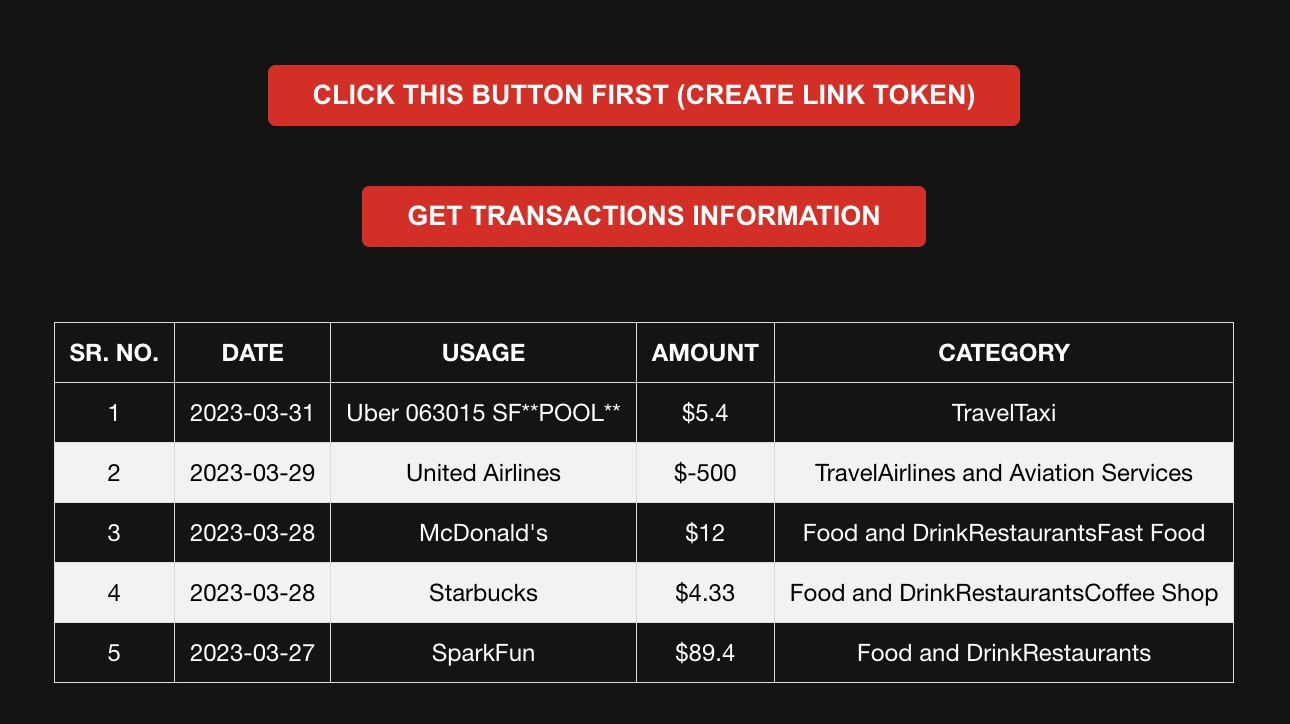 CLICK THIS BUTTON FIRST (CREATE LINK TOKEN)
GET TRANSACTIONS INFORMATION
SR. NO. DATE USAGE AMOUNT CATEGORY
1 2023-03-31 Uber 063015 SF**POOL** $5.4 TravelTaxi
2 2023-03-29 United Airlines $-500 TravelAirlines and Aviation Services
3 2023-03-28 McDonald's $12 Food and DrinkRestaurantsFast Food
4 2023-03-28 Starbucks $4.33 Food and DrinkRestaurantsCoffee Shop
5 2023-03-27 SparkFun $89.4 Food and DrinkRestaurants